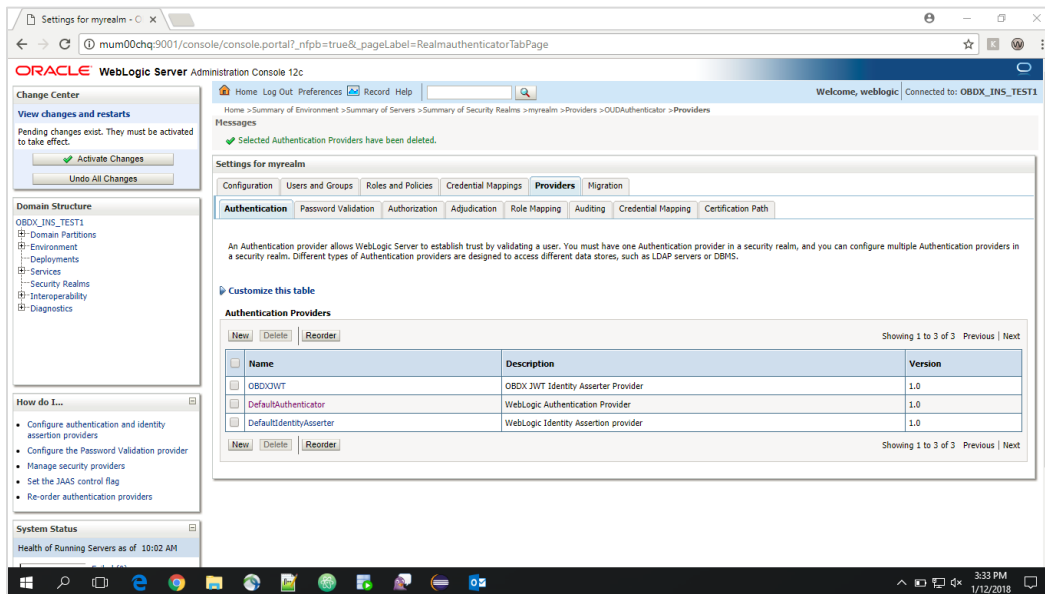 Settings for myrealm - O
mum00chq:9001/console/console.portal?_nfpb=true&_pageLabel=RealmauthenticatorTabPage
ORACLE WebLogic Server Administration Console 12c
Change Center
View changes and restarts
Pending changes exist. They must be activated
to take effect.
Activate Changes
Undo All Changes
Domain Structure
OBDX_INS_TEST1
Domain Partitions
Environment
Deployments
Services
Security Realms
Interoperability
Diagnostics
How do I...
Configure authentication and identity
assertion providers
Configure the Password Validation provider
Manage security providers
Set the JAAS control flag
Re-order authentication providers
System Status
Health of Running Servers as of 10:02 AM
Home Log Out Preferences Record Help
Welcome, weblogic Connected to: OBDX_INS_TEST1
Home >Summary of Environment >Summary of Servers >Summary of Security Realms >myrealm >Providers >OUDAuthenticator >Providers
Messages
Selected Authentication Providers have been deleted.
Settings for myrealm
Configuration Users and Groups Roles and Policies Credential Mappings Providers Migration
Authentication Password Validation Authorization Adjudication Role Mapping Auditing Credential Mapping Certification Path
An Authentication provider allows WebLogic Server to establish trust by validating a user. You must have one Authentication provider in a security realm, and you can configure multiple Authentication providers in
a security realm. Different types of Authentication providers are designed to access different data stores, such as LDAP servers or DBMS.
Customize this table
Authentication Providers
New Delete Reorder Showing 1 to 3 of 3 Previous | Next
Name Description Version
OBDXJWT OBDX JWT Identity Asserter Provider 1.0
DefaultAuthenticator WebLogic Authentication Provider 1.0
DefaultIdentityAsserter WebLogic Identity Assertion provider 1.0
New Delete Reorder Showing 1 to 3 of 3 Previous | Next
3:33 PM
1/12/2018